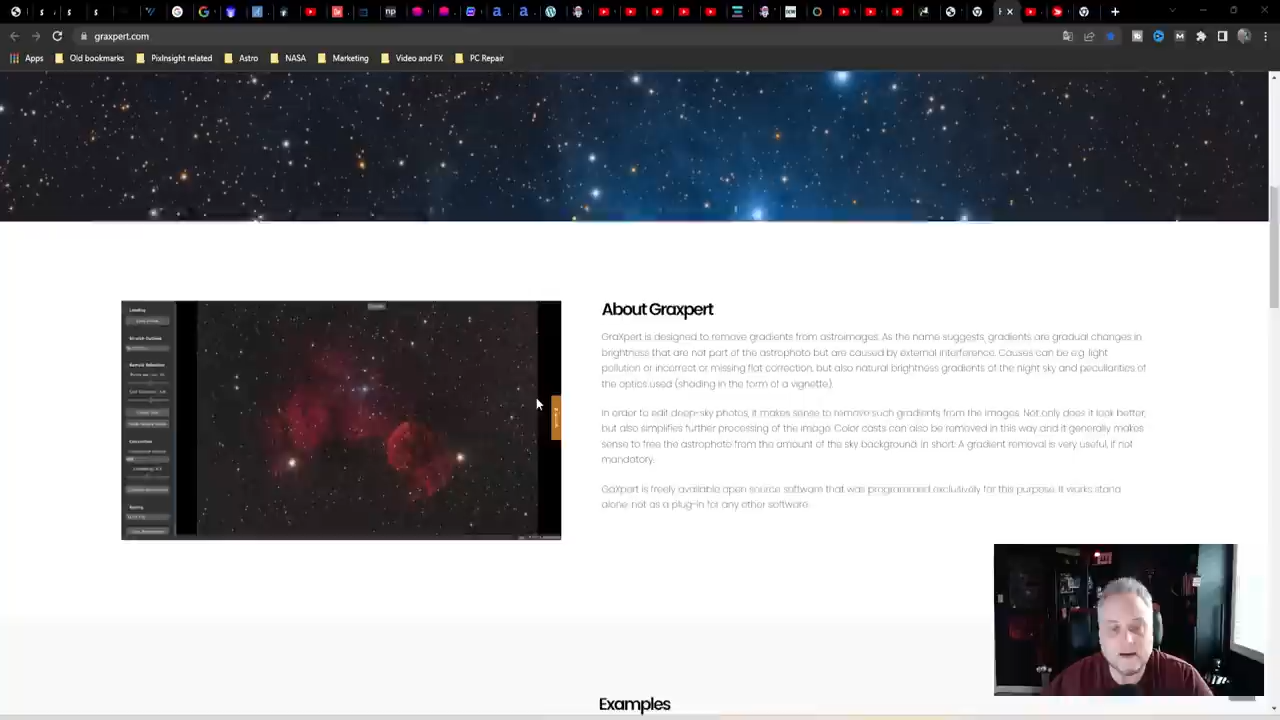 graxpert.com
Apps Old bookmarks PixInsight related Astro NASA Marketing Video and FX PC Repair
About Graxpert
GraXpert is designed to remove gradients from astroimages. As the name suggests, gradients are gradual changes in
brightness that are not part of the astrophoto but are caused by external interference. Causes can be e.g. light
pollution or incorrect or missing flat correction, but also natural brightness gradients of the night sky and peculiarities of
the optics used (shading in the form of a vignette).
In order to edit deep-sky photos, it makes sense to remove such gradients from the images. Not only does it look better,
but also simplifies further processing of the image. Color casts can also be removed in this way and it generally makes
sense to free the astrophoto from the amount of the sky background. In short: A gradient removal is very useful, if not
mandatory.
GaXpert is freely available open source software that was programmed exclusively for this purpose. It works stand
alone not as a plug-in for any other software.
Examples